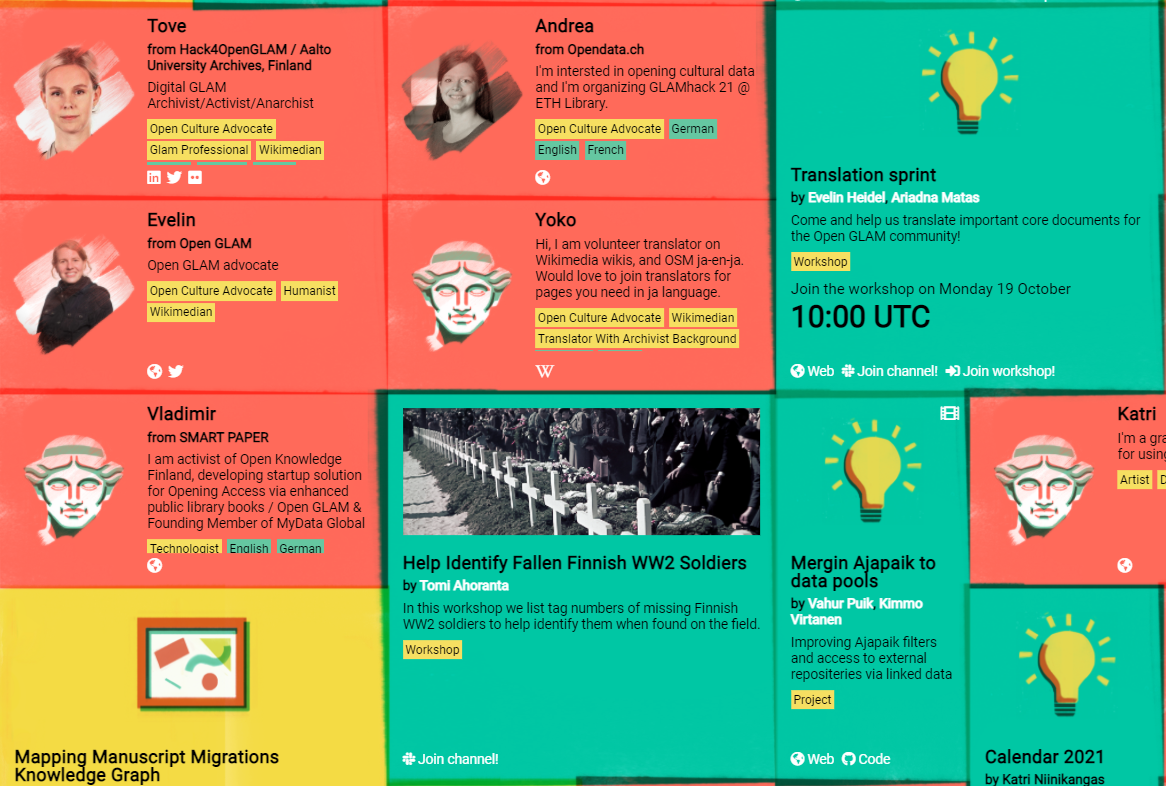 Tove
from Hack4OpenGLAM / Aalto
University Archives, Finland
Digital GLAM
Archivist/Activist/Anarchist
Open Culture Advocate
Glam Professional Wikimedian
Andrea
from Opendata.ch
I'm intersted in opening cultural data
and I'm organizing GLAMhack 21 @
ETH Library.
Open Culture Advocate German
English French
Translation sprint
by Evelin Heidel, Ariadna Matas
Come and help us translate important core documents for
the Open GLAM community!
Workshop
Join the workshop on Monday 19 October
10:00 UTC
Web Join channel! Join workshop!
Evelin
from Open GLAM
Open GLAM advocate
Open Culture Advocate Humanist
Wikimedian
Yoko
Hi, I am volunteer translator on
Wikimedia wikis, and OSM ja-en-ja.
Would love to join translators for
pages you need in ja language.
Open Culture Advocate Wikimedian
Translator With Archivist Background
W
Vladimir
from SMART PAPER
I am activist of Open Knowledge
Finland, developing startup solution
for Opening Access via enhanced
public library books / Open GLAM &
Founding Member of MyData Global
Technologist English German
Help Identify Fallen Finnish WW2 Soldiers
by Tomi Ahoranta
In this workshop we list tag numbers of missing Finnish
WW2 soldiers to help identify them when found on the field.
Workshop
Join channel!
Mergin Ajapaik to
data pools
by Vahur Puik, Kimmo
Virtanen
Improving Ajapaik filters
and access to external
repositeries via linked data
Project
Web Code
Katri
I'm a gra
for using
Artist D
Mapping Manuscript Migrations
Knowledge Graph
Calendar 2021
by Katri Niinikangas